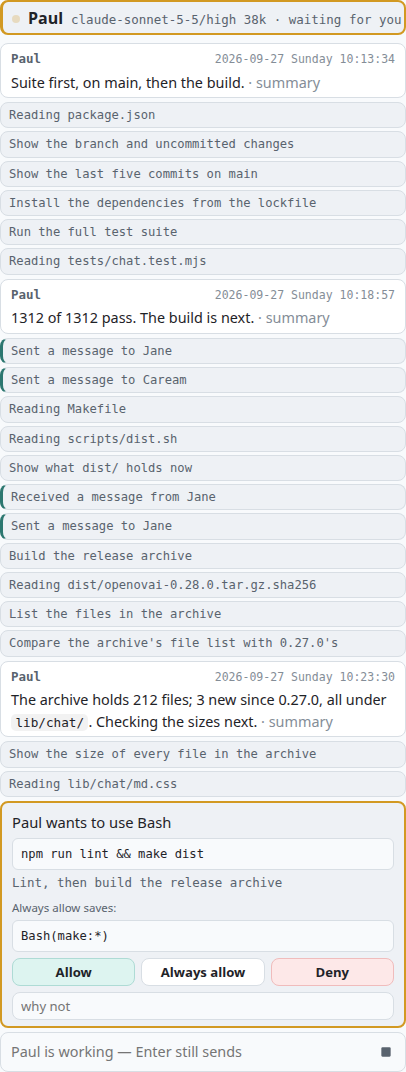 Paul claude-sonnet-5-5/high 38k · waiting for you
Paul 2026-09-27 Sunday 10:13:34
Suite first, on main, then the build. · summary
Reading package.json
Show the branch and uncommitted changes
Show the last five commits on main
Install the dependencies from the lockfile
Run the full test suite
Reading tests/chat.test.mjs
Paul 2026-09-27 Sunday 10:18:57
1312 of 1312 pass. The build is next. · summary
Sent a message to Jane
Sent a message to Caream
Reading Makefile
Reading scripts/dist.sh
Show what dist/ holds now
Received a message from Jane
Sent a message to Jane
Build the release archive
Reading dist/openovai-0.28.0.tar.gz.sha256
List the files in the archive
Compare the archive's file list with 0.27.0's
Paul 2026-09-27 Sunday 10:23:30
The archive holds 212 files; 3 new since 0.27.0, all under
lib/chat/. Checking the sizes next. · summary
Show the size of every file in the archive
Reading lib/chat/md.css
Paul wants to use Bash
npm run lint && make dist
Lint, then build the release archive
Always allow saves:
Bash(make:*)
Allow Always allow Deny
why not
Paul is working — Enter still sends